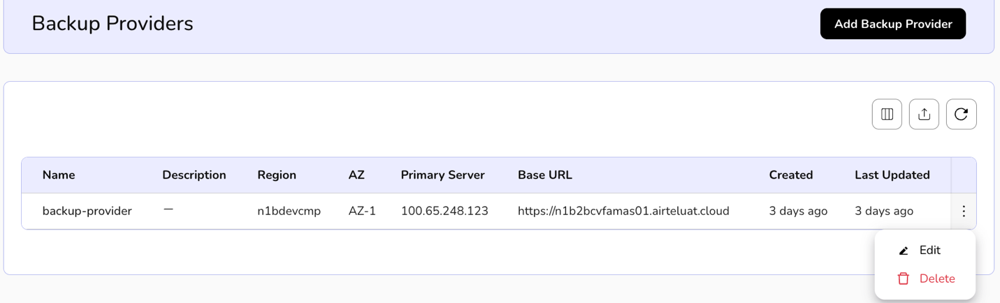 Backup Providers
Add Backup Provider
Name Description Region AZ Primary Server Base URL Created Last Updated
backup-provider — n1bdevcmp AZ-1 100.65.248.123 https://n1b2bcvfamas01.airteluat.cloud 3 days ago 3 days ago
Edit
Delete